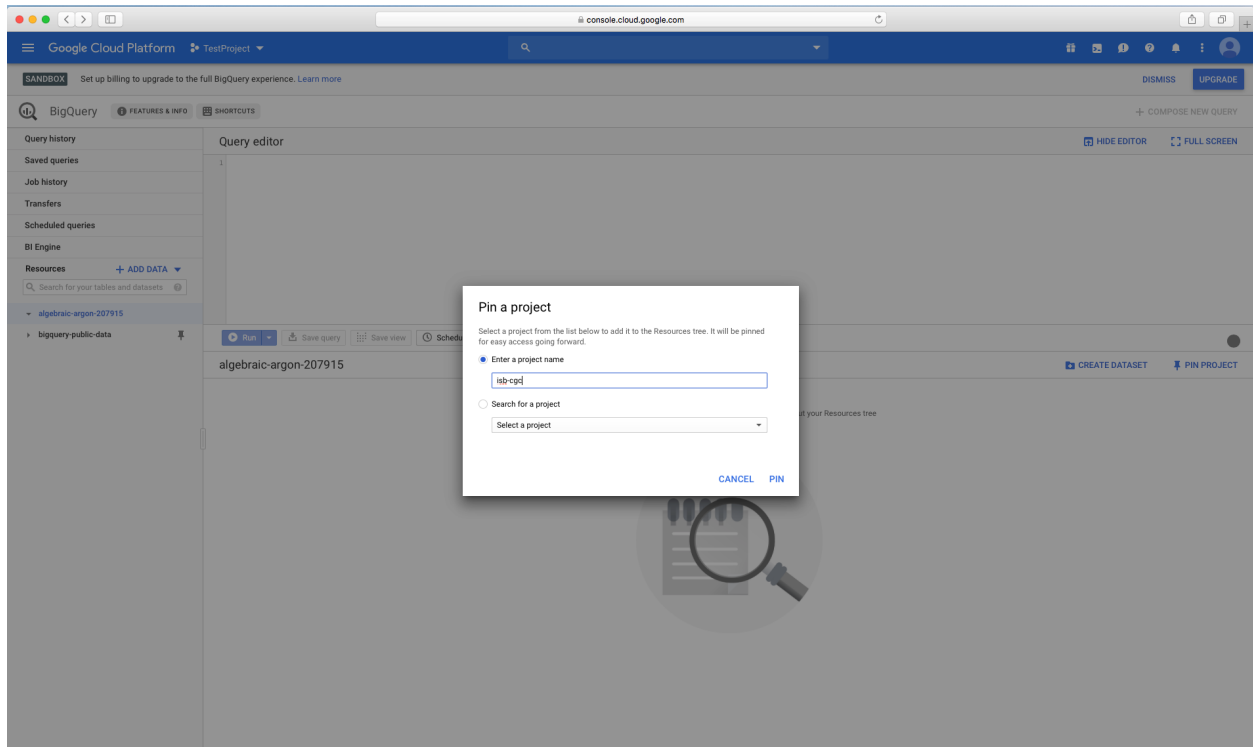 console.cloud.google.com
Google Cloud Platform TestProject
SANDBOX Set up billing to upgrade to the full BigQuery experience. Learn more DISMISS UPGRADE
BigQuery FEATURES & INFO SHORTCUTS + COMPOSE NEW QUERY
Query history
Query editor HIDE EDITOR FULL SCREEN
Saved queries
1
Job history
Transfers
Scheduled queries
BI Engine
Resources + ADD DATA
Search for your tables and datasets
algebraic-argon-207915
bigquery-public-data
Run Save query Save view Schedu
algebraic-argon-207915 CREATE DATASET PIN PROJECT
ut your Resources tree
Pin a project
Select a project from the list below to add it to the Resources tree. It will be pinned
for easy access going forward.
Enter a project name
isb-cgc
Search for a project
Select a project
CANCEL PIN